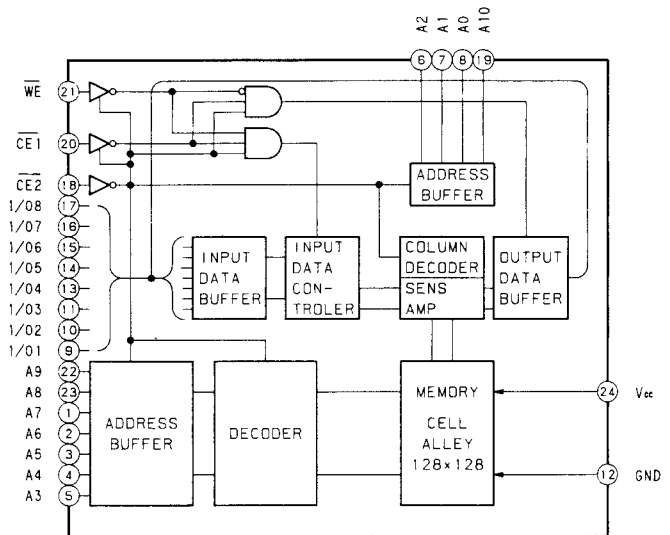 A2 A1 A0 A10
6 7 8 19
WE 21
CE1 20
CE2 18
1/08 17
1/07 16
1/06 15
1/05 14
1/04 13
1/03 11
1/02 10
1/01 9
A9 22
A8 23
A7 1
A6 2
A5 3
A4 4
A3 5
ADDRESS
BUFFER
INPUT
DATA
BUFFER
INPUT
DATA
CON-
TROLER
COLUMN
DECODER
SENS
AMP
OUTPUT
DATA
BUFFER
ADDRESS
BUFFER
DECODER
MEMORY
CELL
ALLEY
128×128
24 Vcc
12 GND